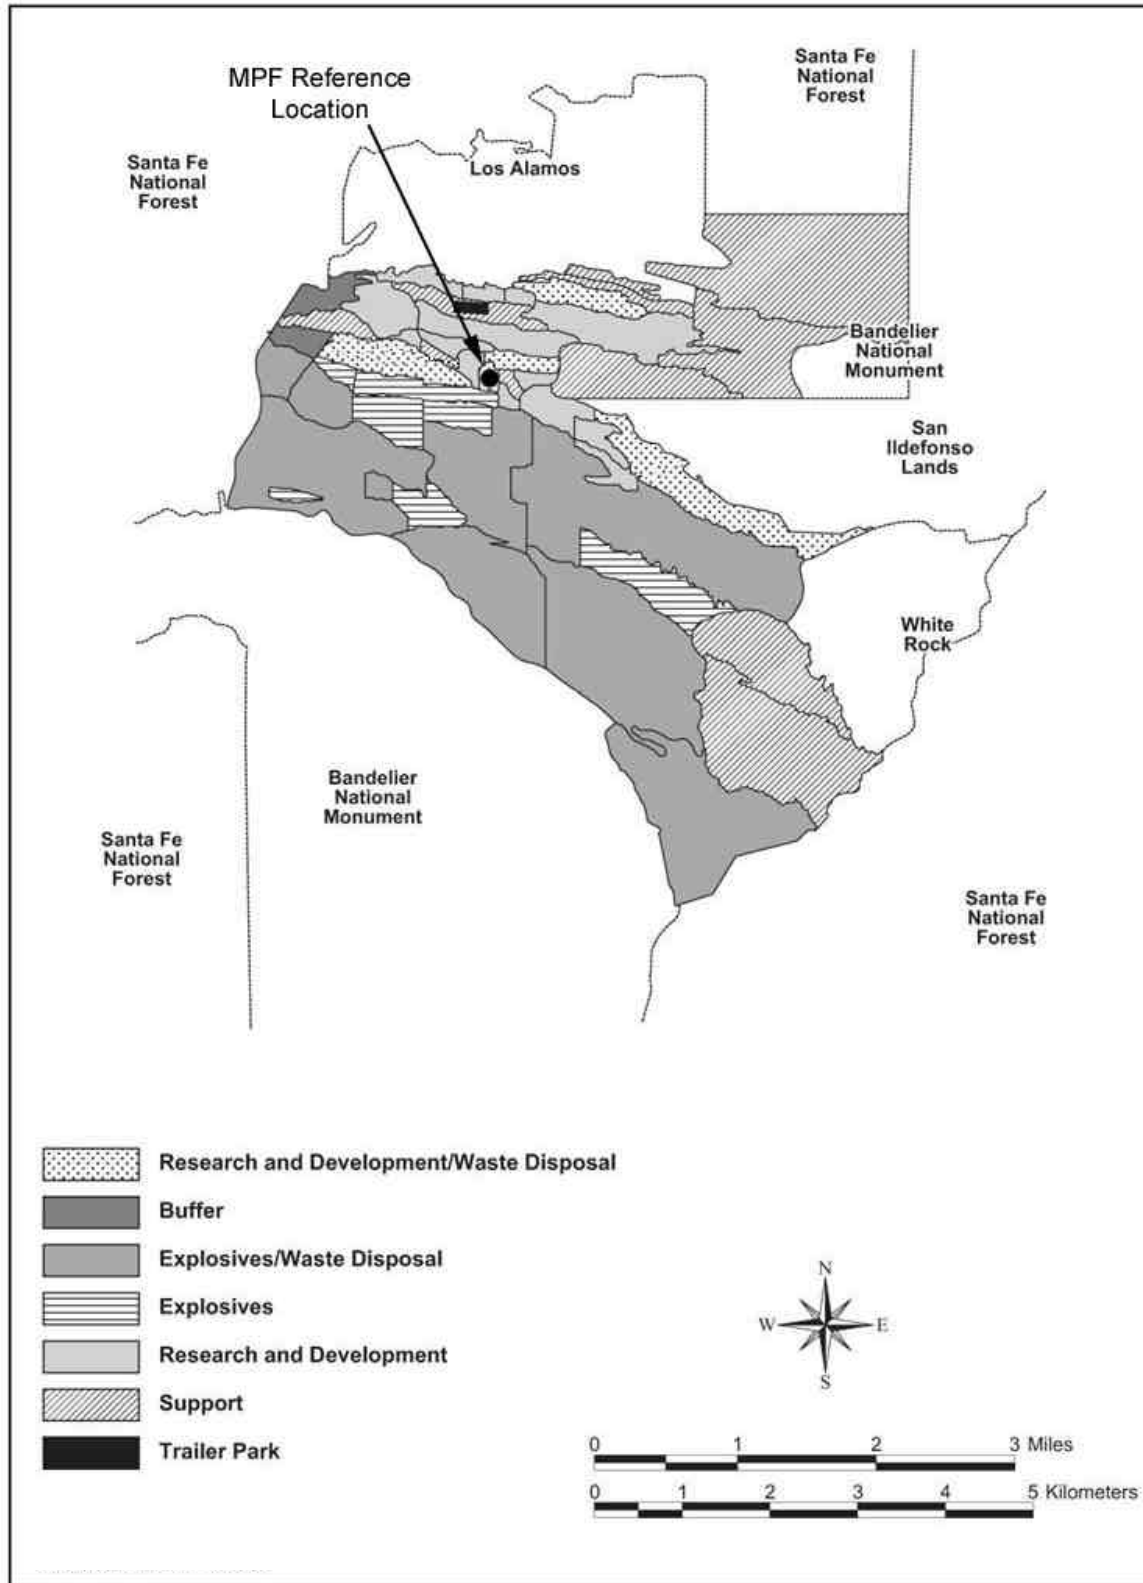 MPF Reference
Location
Santa Fe
National
Forest
Santa Fe
National
Forest
Los Alamos
Bandelier
National
Monument
San
Ildefonso
Lands
White
Rock
Bandelier
National
Monument
Santa Fe
National
Forest
Santa Fe
National
Forest
Research and Development/Waste Disposal
Buffer
Explosives/Waste Disposal
Explosives
Research and Development
Support
Trailer Park
N
W E
S
0 1 2 3 Miles
0 1 2 3 4 5 Kilometers